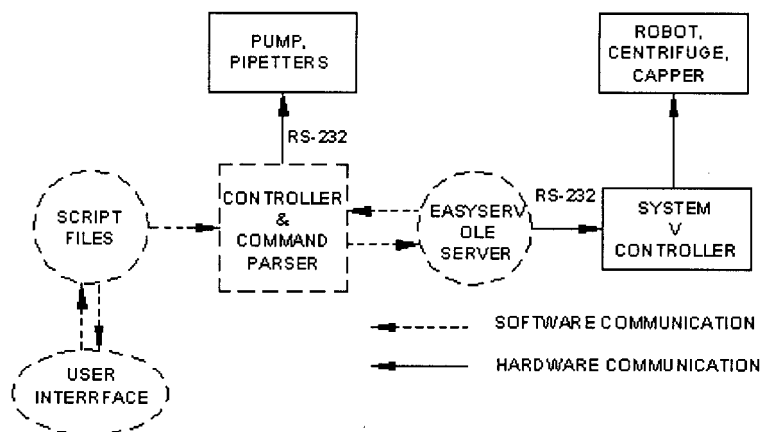 PUMP,
PIPETTERS
ROBOT,
CENTRIFUGE,
CAPPER
RS-232
SCRIPT
FILES
CONTROLLER
&
COMMAND
PARSER
EASYSERV
OLE
SERVER
RS-232
SYSTEM
V
CONTROLLER
USER
INTERRFACE
SOFTWARE COMMUNICATION
HARDWARE COMMUNICATION